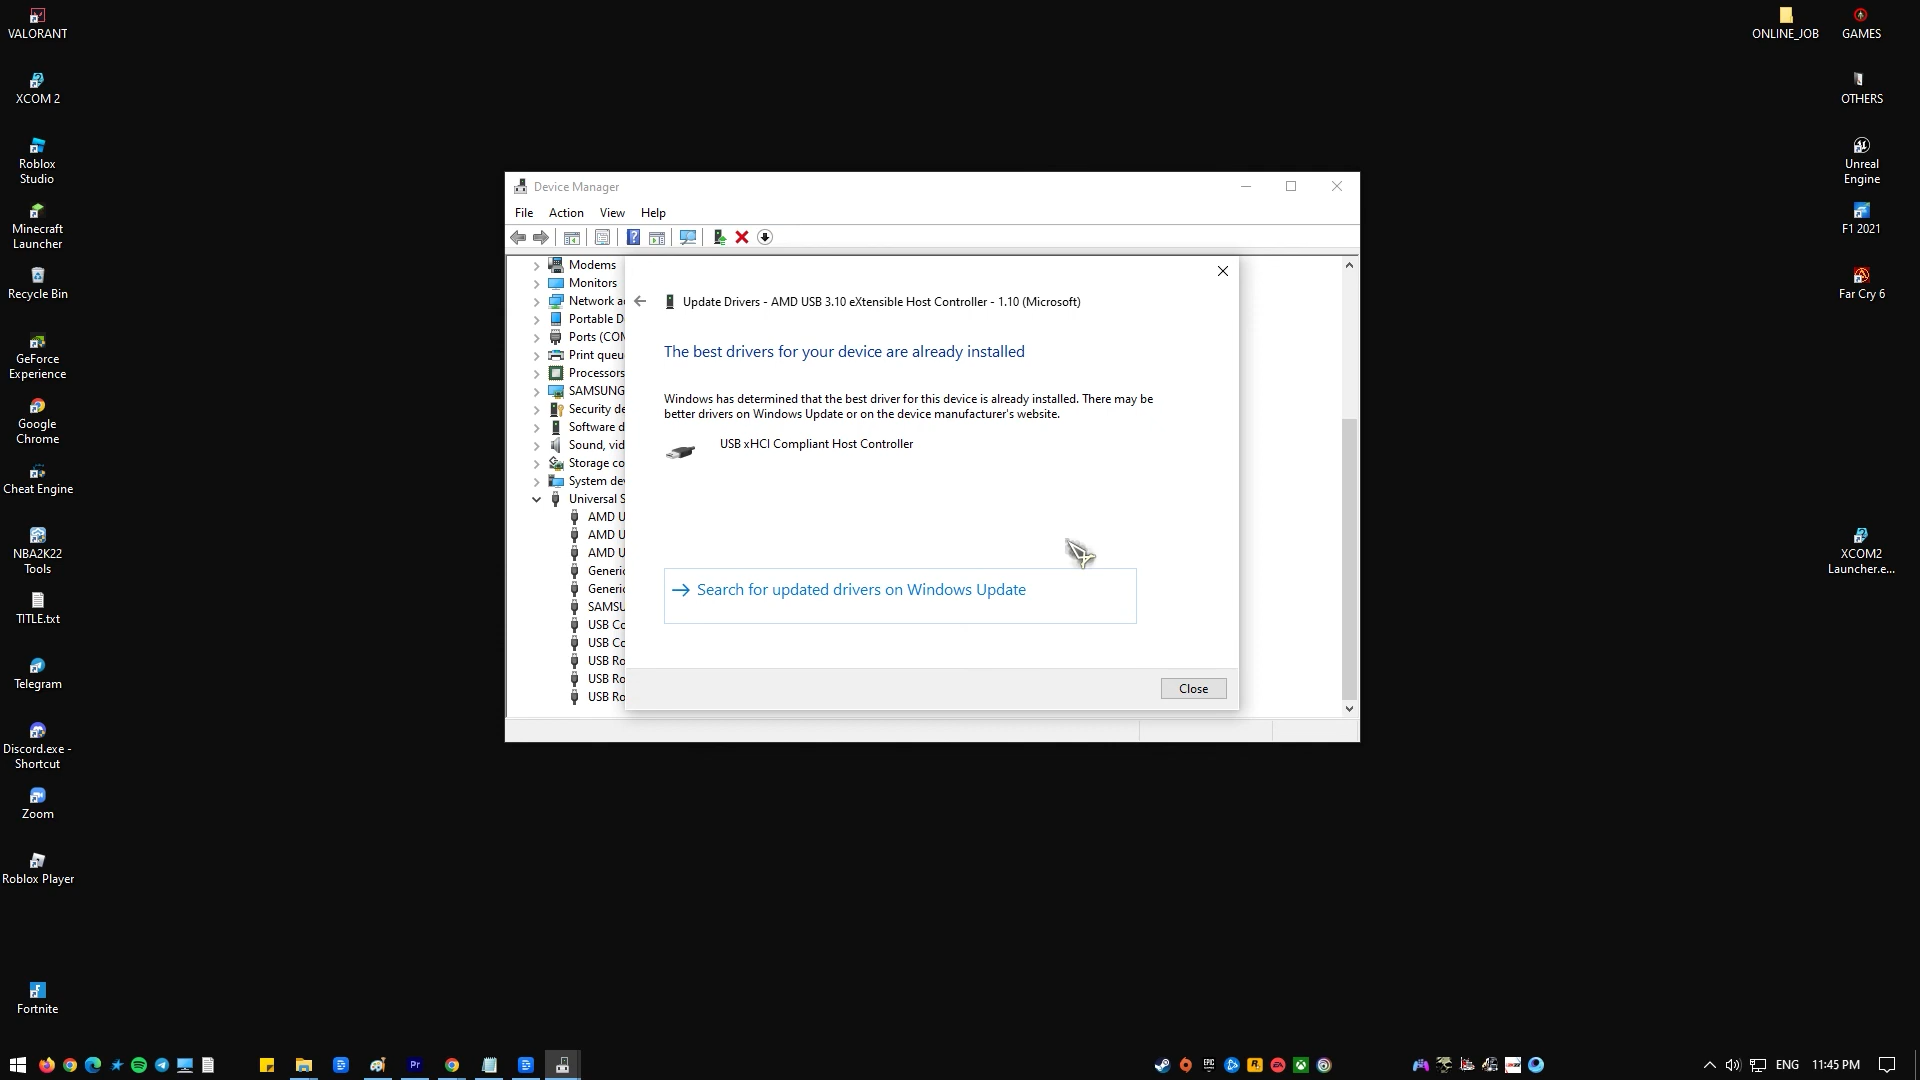 VALORANT
XCOM 2
Roblox
Studio
Minecraft
Launcher
Recycle Bin
GeForce
Experience
Google
Chrome
Cheat Engine
NBA2K22
Tools
TITLE.txt
Telegram
Discord.exe -
Shortcut
Zoom
Roblox Player
Fortnite
ONLINE_JOB
GAMES
OTHERS
Unreal
Engine
F1 2021
Far Cry 6
XCOM2
Launcher.e...
Device Manager
File Action View Help
Modems
Monitors
Network a
Portable D
Ports (COM
Print queu
Processors
SAMSUNG
Security de
Software d
Sound, vid
Storage co
System dev
Universal S
AMD U
AMD U
AMD U
Generic
Generic
SAMSU
USB Co
USB Co
USB Ro
USB Ro
USB Ro
Update Drivers - AMD USB 3.10 eXtensible Host Controller - 1.10 (Microsoft)
The best drivers for your device are already installed
Windows has determined that the best driver for this device is already installed. There may be
better drivers on Windows Update or on the device manufacturer's website.
USB xHCI Compliant Host Controller
Search for updated drivers on Windows Update
Close
Pr
EPIC
ENG
11:45 PM